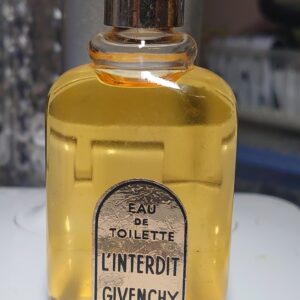 EAU
DE
TOILETTE
L'INTERDIT
GIVENCHY